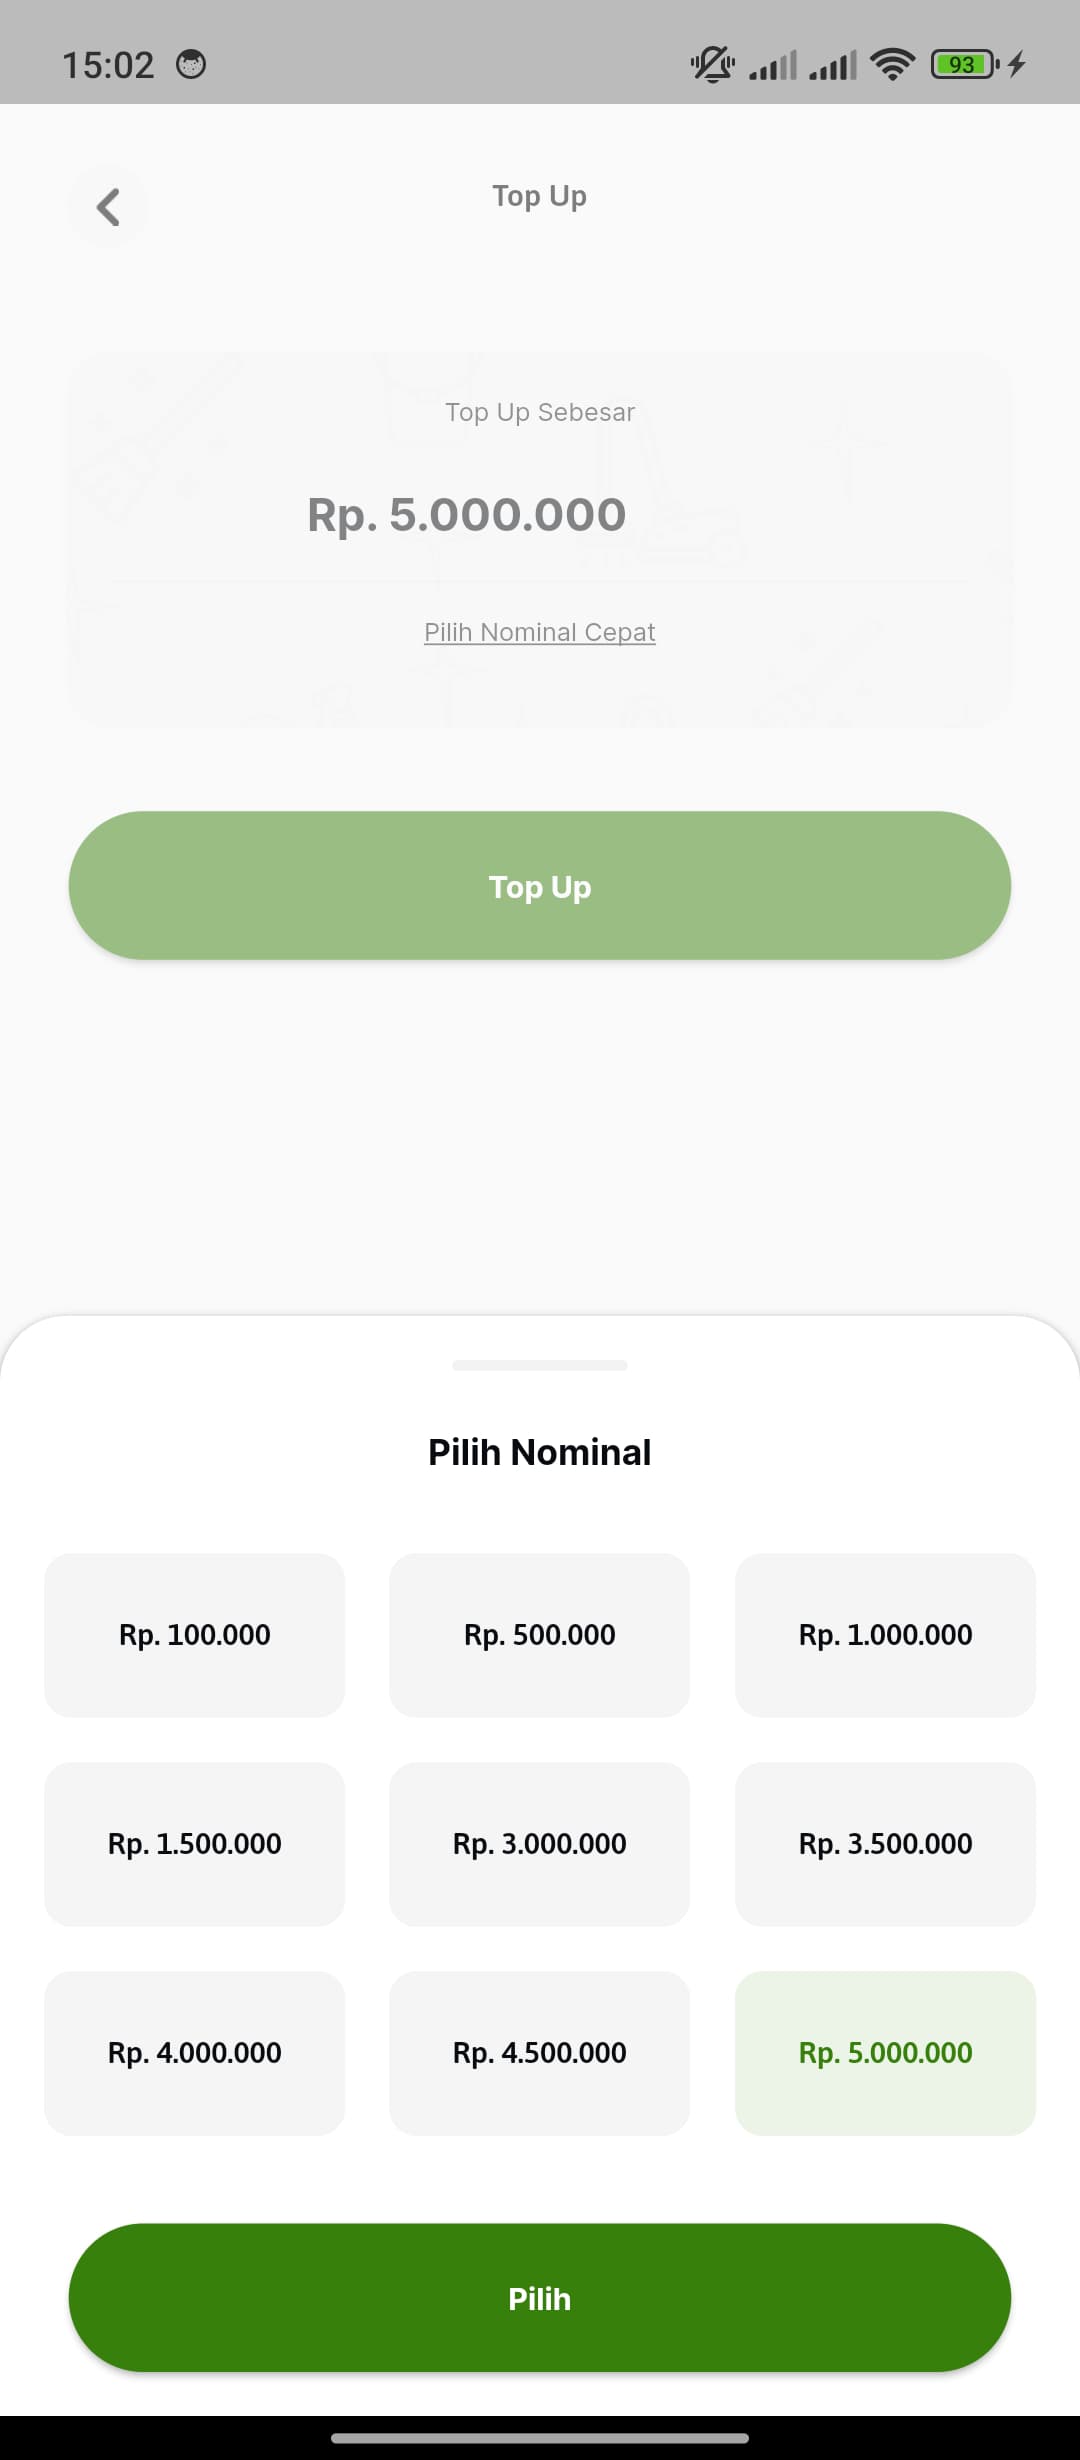 15:02
93
Top Up
Top Up Sebesar
Rp. 5.000.000
Pilih Nominal Cepat
Top Up
Pilih Nominal
Rp. 100.000
Rp. 500.000
Rp. 1.000.000
Rp. 1.500.000
Rp. 3.000.000
Rp. 3.500.000
Rp. 4.000.000
Rp. 4.500.000
Rp. 5.000.000
Pilih